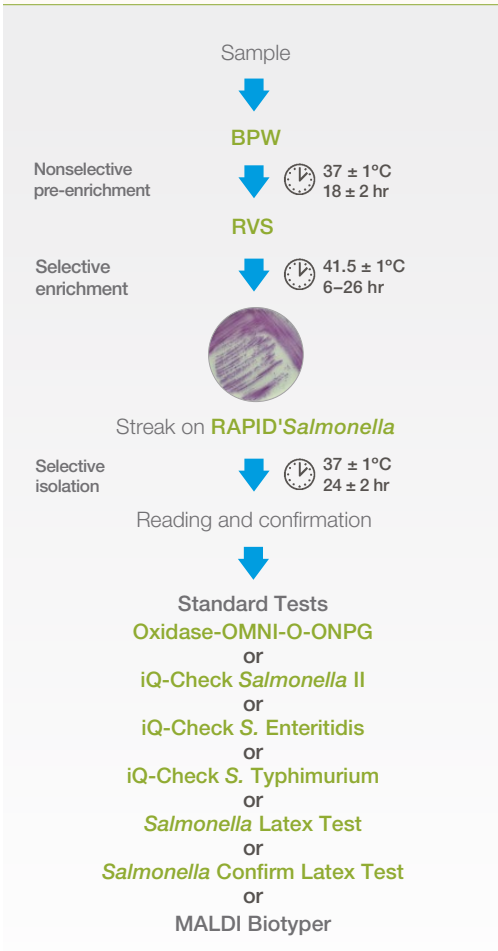 Sample
BPW
Nonselective
pre-enrichment
37 ± 1ºC
18 ± 2 hr
RVS
Selective
enrichment
41.5 ± 1ºC
6–26 hr
Streak on RAPID'Salmonella
Selective
isolation
37 ± 1ºC
24 ± 2 hr
Reading and confirmation
Standard Tests
Oxidase-OMNI-O-ONPG
or
iQ-Check Salmonella II
or
iQ-Check S. Enteritidis
or
iQ-Check S. Typhimurium
or
Salmonella Latex Test
or
Salmonella Confirm Latex Test
or
MALDI Biotyper